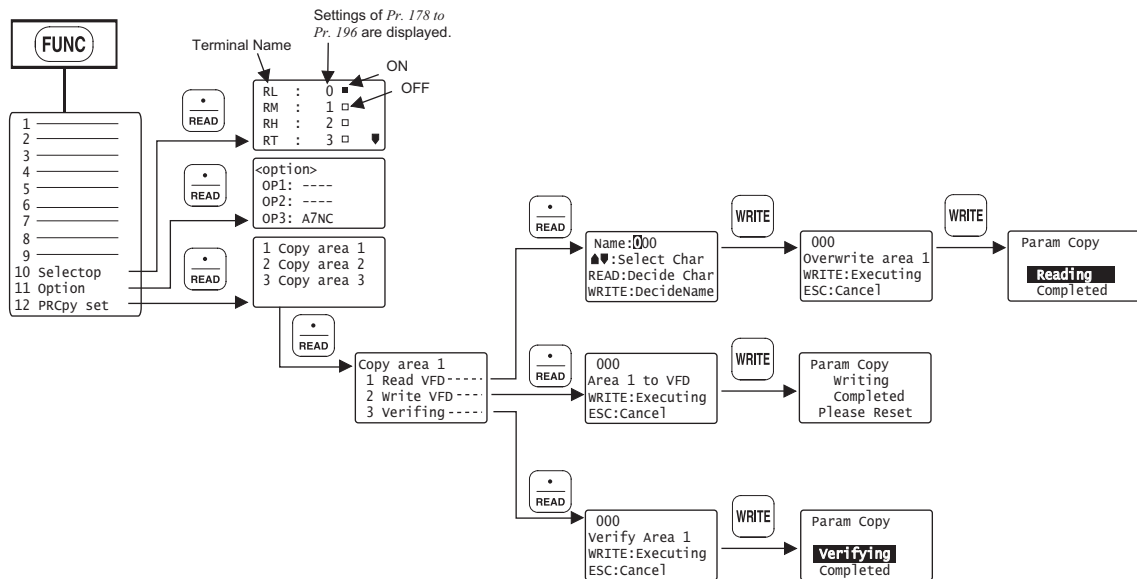 FUNC
1
2
3
4
5
6
7
8
9
10 Selectop
11 Option
12 PRCpy set
Settings of Pr. 178 to
Pr. 196 are displayed.
Terminal Name
ON
OFF
•
READ
RL : 0 ■
RM : 1 □
RH : 2 □
RT : 3 □
•
READ
<option>
OP1: ----
OP2: ----
OP3: A7NC
•
READ
1 Copy area 1
2 Copy area 2
3 Copy area 3
•
READ
Copy area 1
1 Read VFD-----
2 Write VFD----
3 Verifing-----
•
READ
Name:000
▲▼:Select Char
READ:Decide Char
WRITE:DecideName
WRITE
000
Overwrite area 1
WRITE:Executing
ESC:Cancel
WRITE
Param Copy
Reading
Completed
•
READ
000
Area 1 to VFD
WRITE:Executing
ESC:Cancel
WRITE
Param Copy
Writing
Completed
Please Reset
•
READ
000
Verify Area 1
WRITE:Executing
ESC:Cancel
WRITE
Param Copy
Verifying
Completed